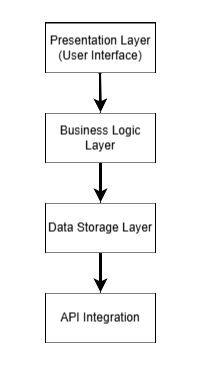 Presentation Layer
(User Interface)
Business Logic
Layer
Data Storage Layer
API Integration